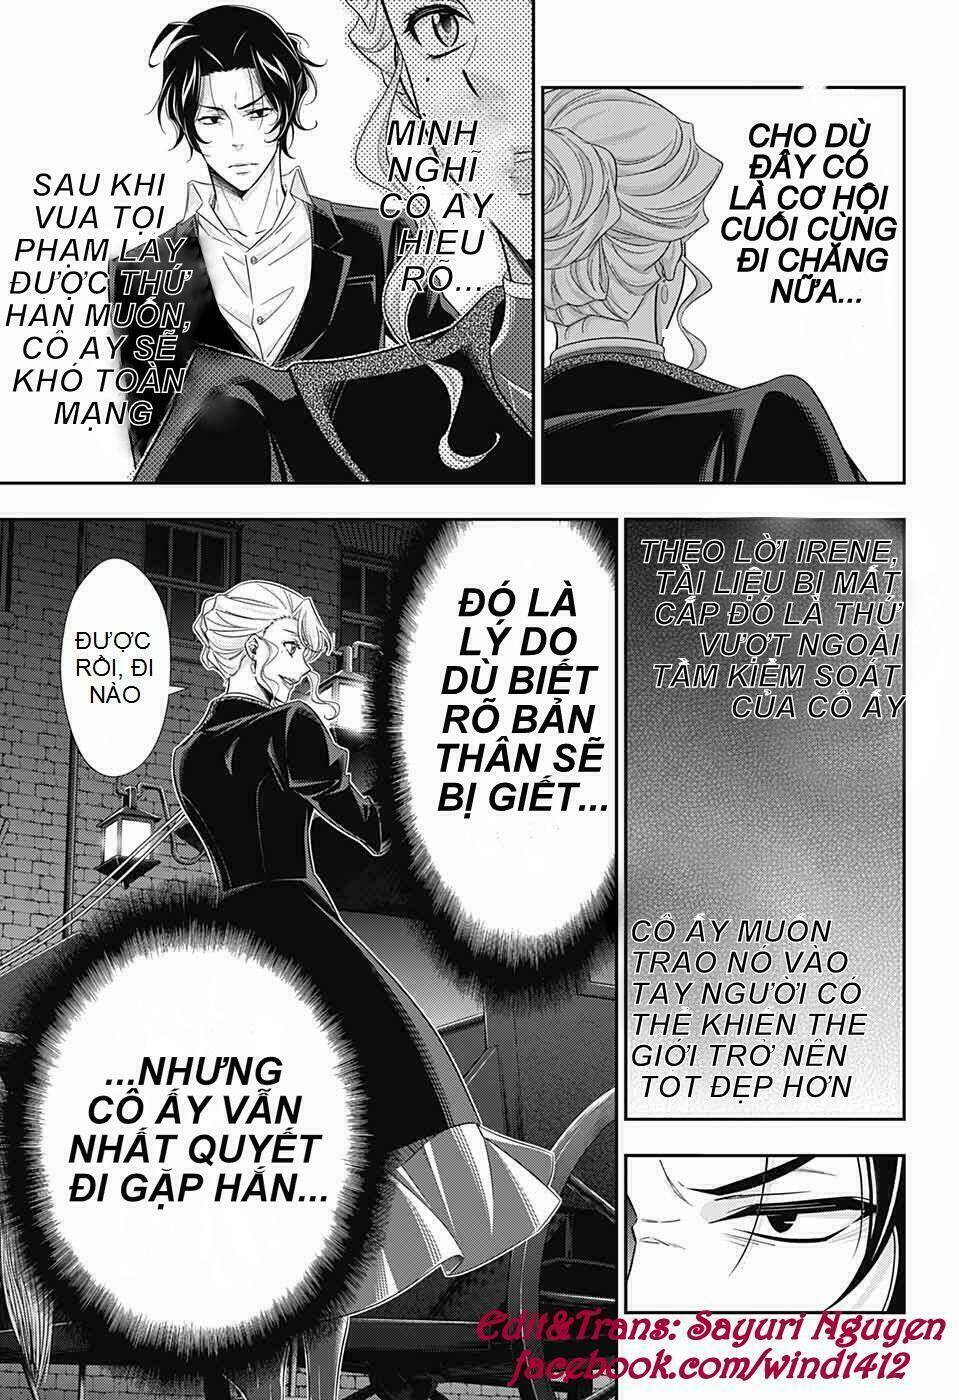 CHO DÙ
ĐÂY CÓ
LÀ CƠ HỘI
CUỐI CÙNG
ĐI CHĂNG
NỮA...
MÌNH
NGHĨ
CÔ ẤY
HIỂU
RÕ...
SAU KHI
VUA TỘI
PHẠM LẤY
ĐƯỢC THỨ
HẮN MUỐN,
CÔ ẤY SẼ
KHÓ TOÀN
MẠNG
THEO LỜI IRENE,
TÀI LIỆU BỊ MẤT
CẮP ĐÓ LÀ THỨ
VƯỢT NGOÀI
TẦM KIỂM SOÁT
CỦA CÔ ẤY
CÔ ẤY MUỐN
TRAO NÓ VÀO
TAY NGƯỜI CÓ
THỂ KHIẾN THẾ
GIỚI TRỞ NÊN
TỐT ĐẸP HƠN
ĐÓ LÀ
LÝ DO
DÙ BIẾT
RÕ BẢN
THÂN SẼ
BỊ GIẾT...
ĐƯỢC
RỒI, ĐI
NÀO
...NHƯNG
CÔ ẤY VẪN
NHẤT QUYẾT
ĐI GẶP HẮN...
Edit&Trans: Sayuri Nguyen
facebook.com/wind1412